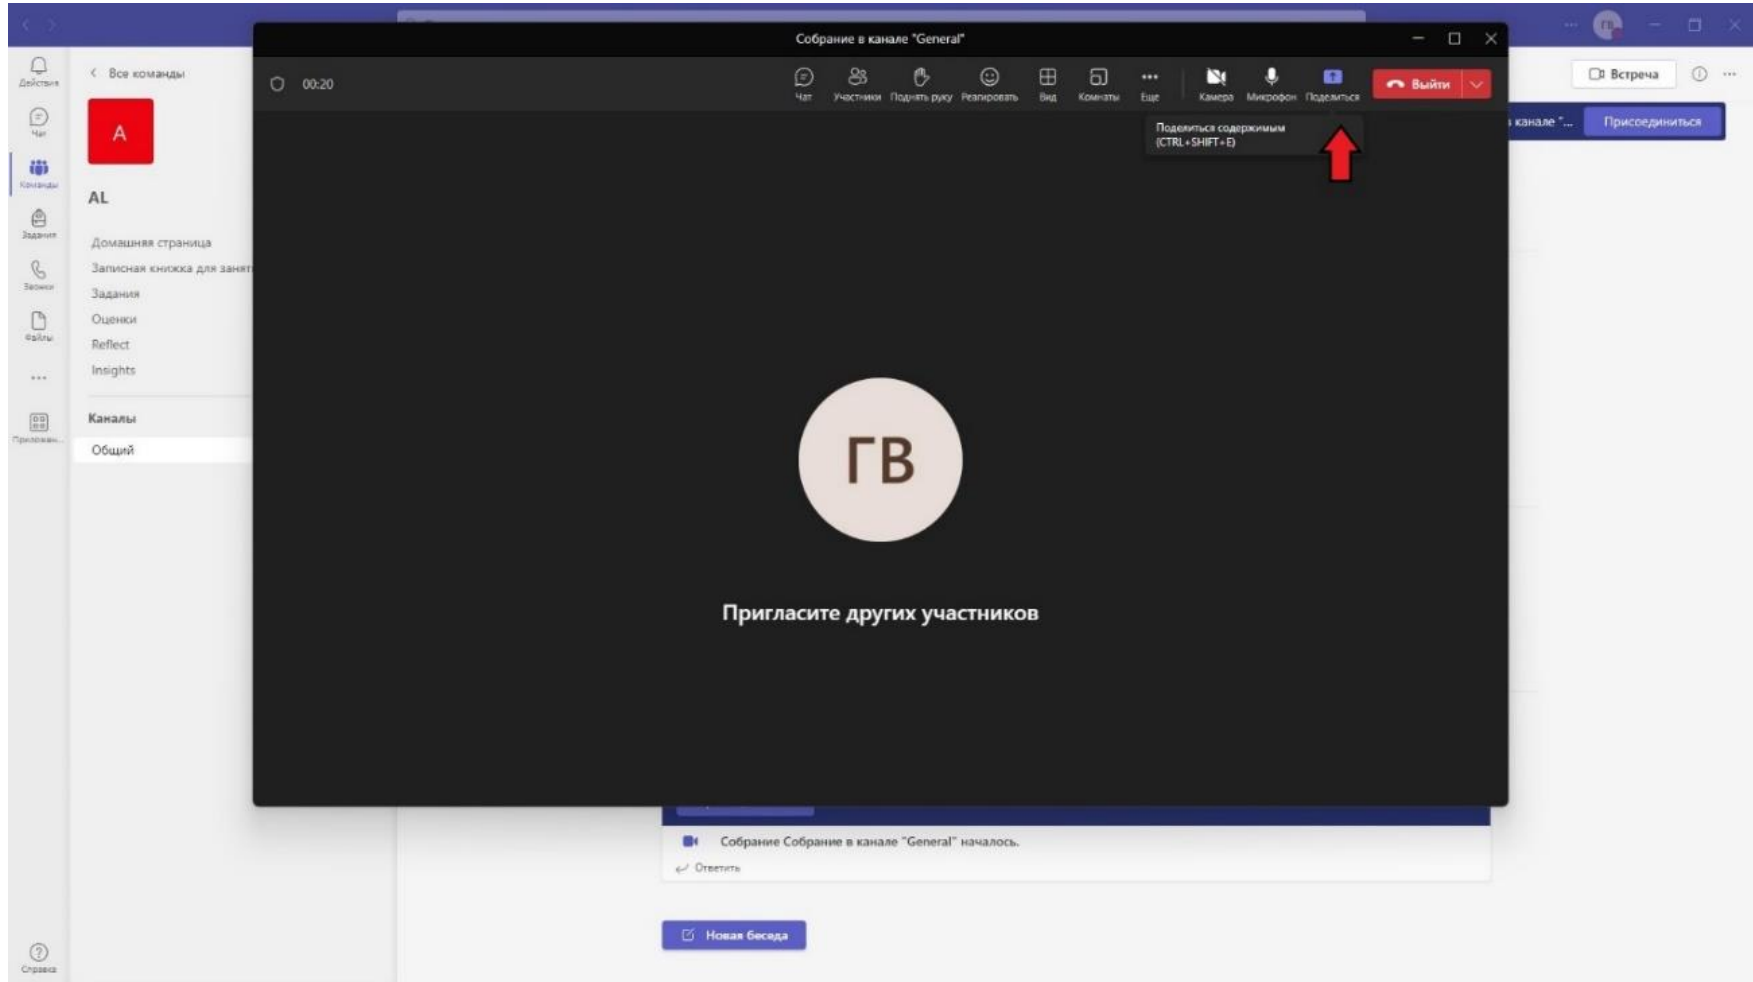 Собрание в канале "General"
Действия
Чат
Команды
Задания
Звонки
Файлы
Приложен...
Справка
Все команды
A
AL
Домашняя страница
Записная книжка для занят
Задания
Оценки
Reflect
Insights
Каналы
Общий
00:20
Чат Участники Поднять руку Реагировать Вид Комнаты Еще Камера Микрофон Поделиться Выйти
Поделиться содержимым
(CTRL+SHIFT+E)
ГВ
Пригласите других участников
ГВ
Встреча
в канале "... Присоединиться
Собрание Собрание в канале "General" началось.
Ответить
Новая беседа